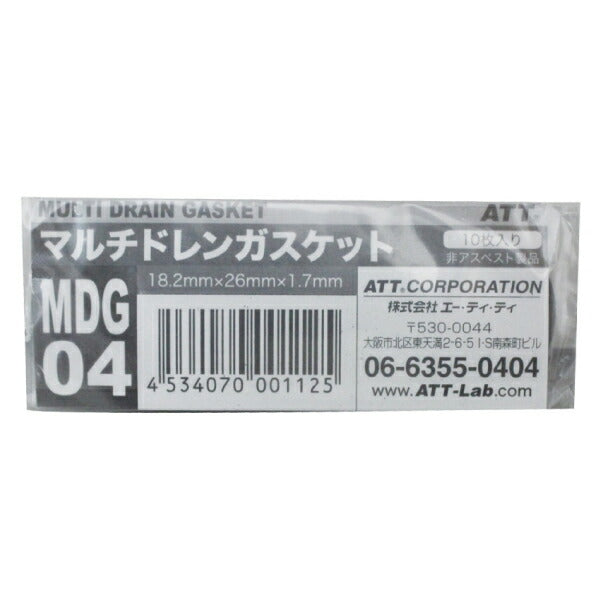 MULTI DRAIN GASKET
ATT.
マルチドレンガスケット
10枚入り
非アスベスト製品
18.2mm×26mm×1.7mm
MDG
04
4 534070 001125
ATT.CORPORATION
株式会社 エー・ティ・ティ
〒530-0044
大阪市北区東天満2-6-5 I·S南森町ビル
06-6355-0404
www.ATT-Lab.com